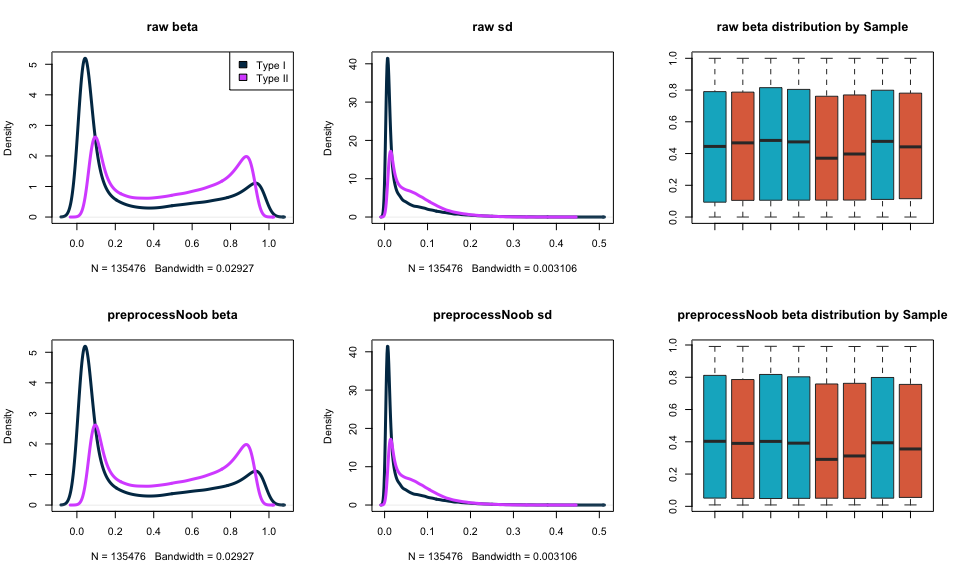 raw beta
Density
5
4
3
2
1
0
Type I
Type II
0.0 0.2 0.4 0.6 0.8 1.0
N = 135476 Bandwidth = 0.02927
raw sd
Density
40
30
20
10
0
0.0 0.1 0.2 0.3 0.4 0.5
N = 135476 Bandwidth = 0.003106
raw beta distribution by Sample
1.0
0.8
0.6
0.4
0.2
0.0
preprocessNoob beta
Density
5
4
3
2
1
0
0.0 0.2 0.4 0.6 0.8 1.0
N = 135476 Bandwidth = 0.02927
preprocessNoob sd
Density
40
30
20
10
0
0.0 0.1 0.2 0.3 0.4 0.5
N = 135476 Bandwidth = 0.003106
preprocessNoob beta distribution by Sample
1.0
0.8
0.6
0.4
0.2
0.0